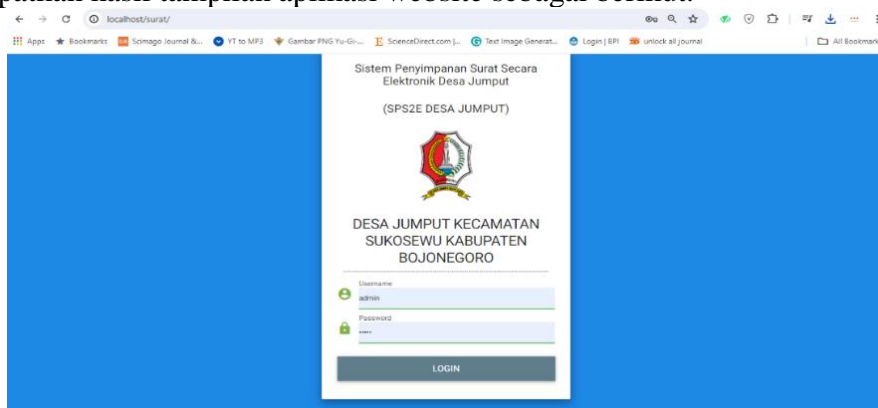 patkan hasil tampilan aplikasi website sebagai berikut.
localhost/surat/
Apps Bookmarks Scimago Journal &... YT to MP3 Gambar PNG Yu-Gi-... ScienceDirect.com |... Text Image Generat... Login | BPI unlock all journal All Bookmark
Sistem Penyimpanan Surat Secara
Elektronik Desa Jumput
(SPS2E DESA JUMPUT)
DESA JUMPUT KECAMATAN
SUKOSEWU KABUPATEN
BOJONEGORO
Username
admin
Password
•••••
LOGIN